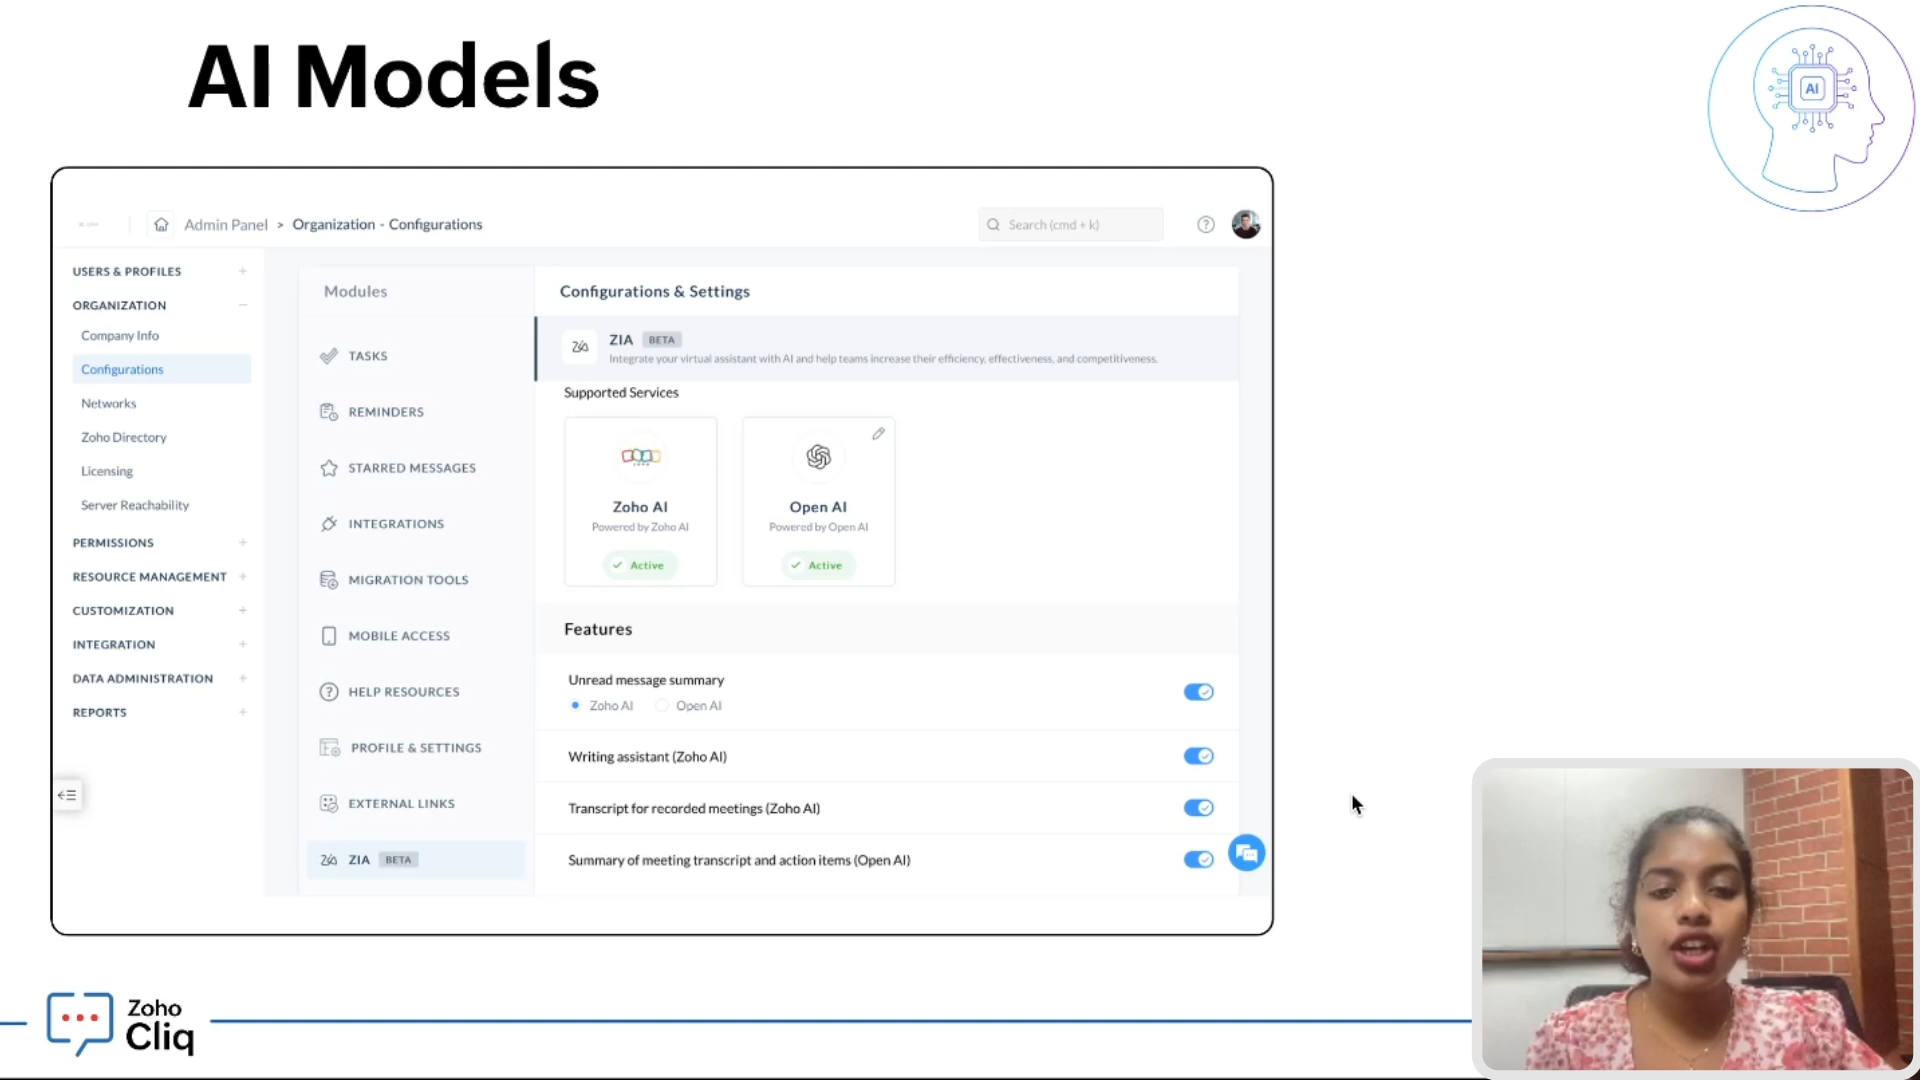 AI Models
AI
Admin Panel > Organization - Configurations
Search (cmd + k)
USERS & PROFILES
ORGANIZATION
Company Info
Configurations
Networks
Zoho Directory
Licensing
Server Reachability
PERMISSIONS
RESOURCE MANAGEMENT
CUSTOMIZATION
INTEGRATION
DATA ADMINISTRATION
REPORTS
Modules
TASKS
REMINDERS
STARRED MESSAGES
INTEGRATIONS
MIGRATION TOOLS
MOBILE ACCESS
HELP RESOURCES
PROFILE & SETTINGS
EXTERNAL LINKS
ZIA BETA
Configurations & Settings
ZIA BETA
Integrate your virtual assistant with AI and help teams increase their efficiency, effectiveness, and competitiveness.
Supported Services
Zoho AI
Powered by Zoho AI
Active
Open AI
Powered by Open AI
Active
Features
Unread message summary
Zoho AI Open AI
Writing assistant (Zoho AI)
Transcript for recorded meetings (Zoho AI)
Summary of meeting transcript and action items (Open AI)
Zoho
Cliq